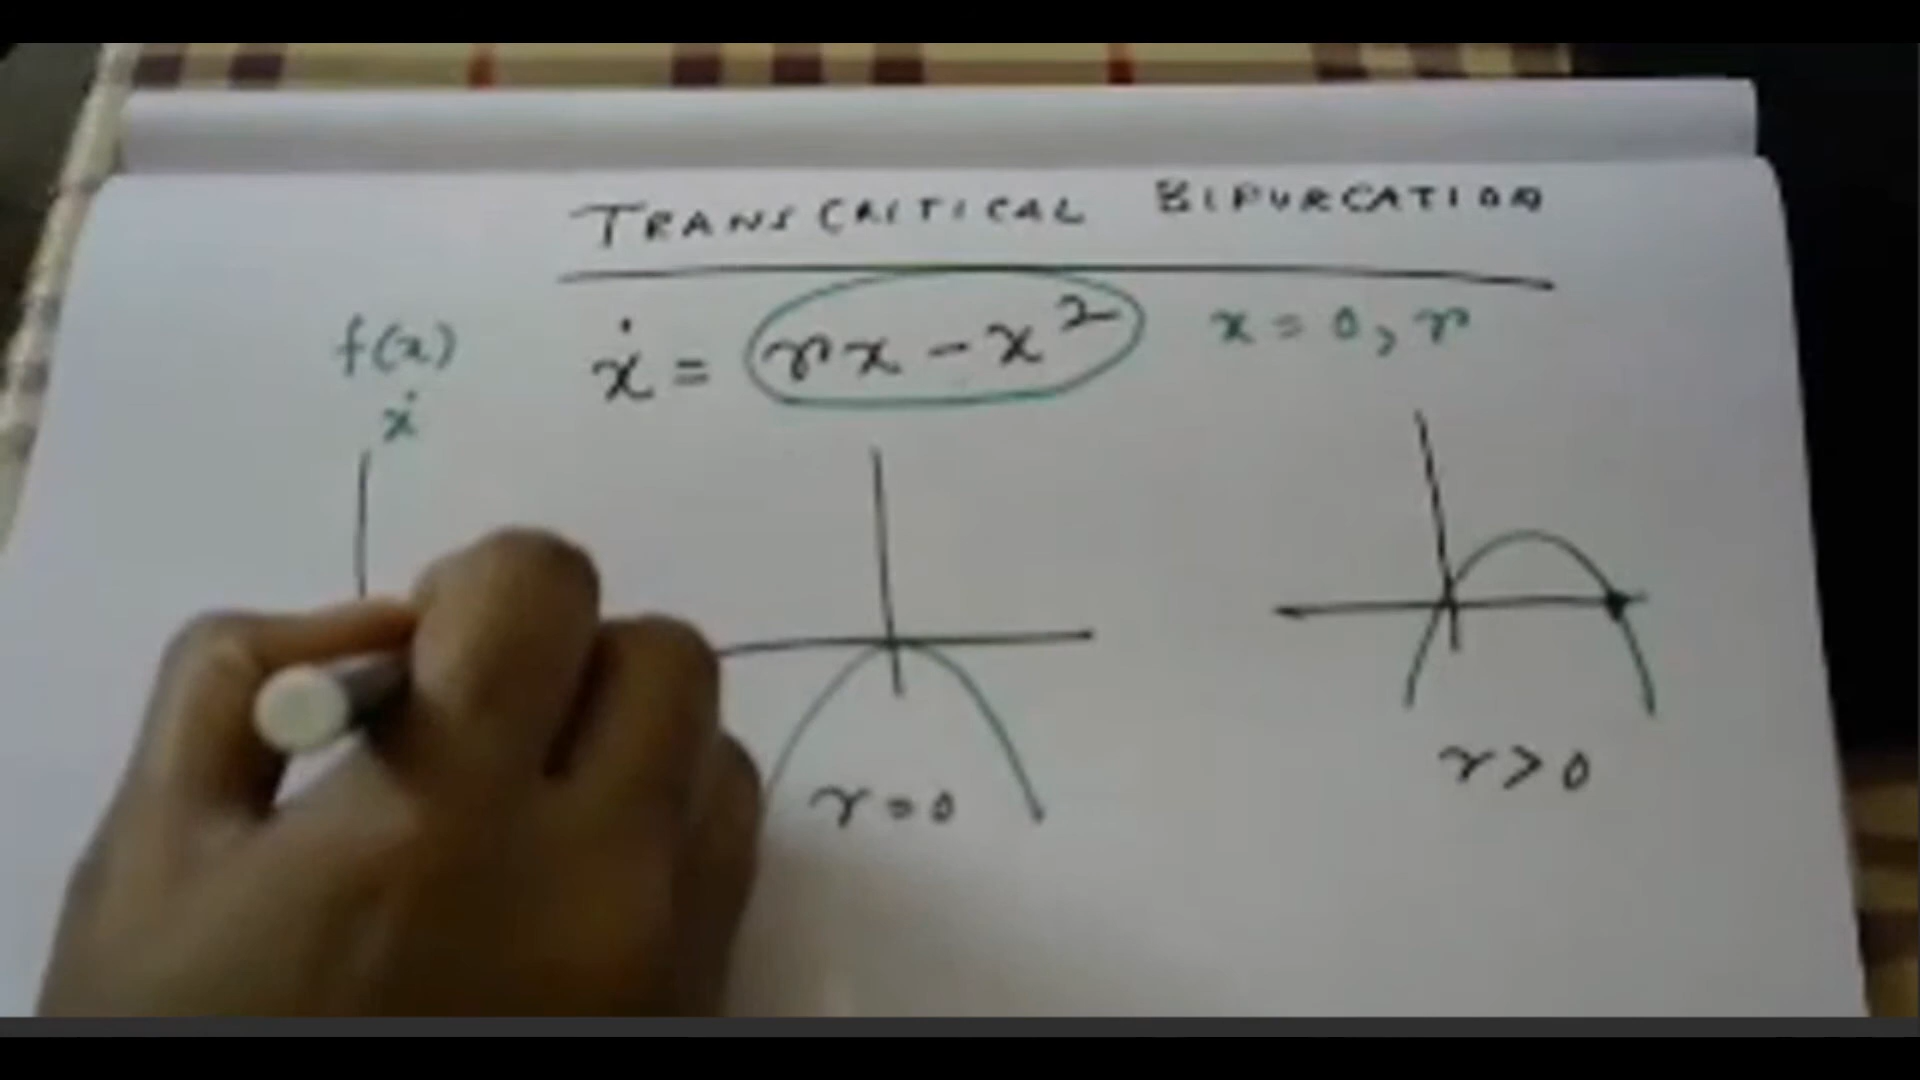 TRANSCRITICAL BIFURCATION
f(x) ẋ = rx - x² x = 0, r
ẋ
r = 0
r > 0